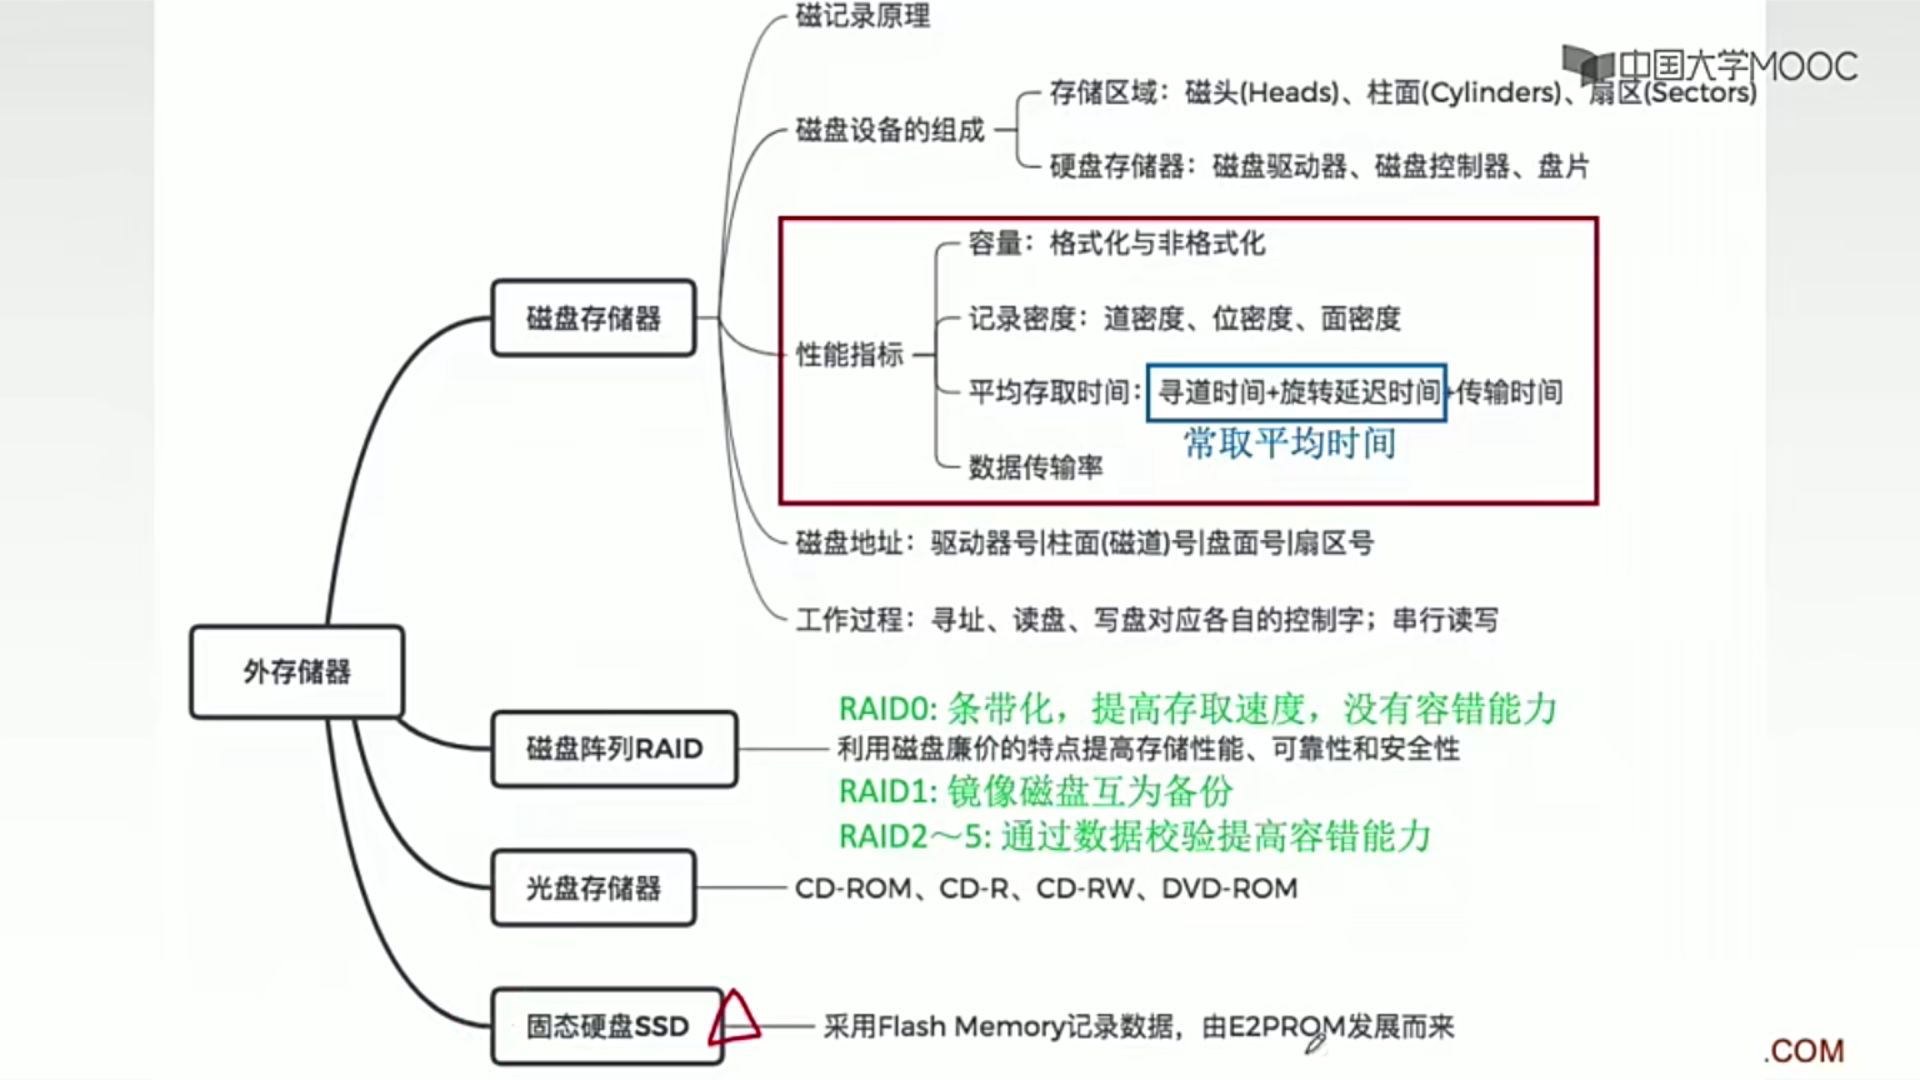 磁记录原理
中国大学MOOC
存储区域：磁头(Heads)、柱面(Cylinders)、扇区(Sectors)
磁盘设备的组成
硬盘存储器：磁盘驱动器、磁盘控制器、盘片
容量：格式化与非格式化
磁盘存储器
记录密度：道密度、位密度、面密度
性能指标
平均存取时间：寻道时间+旋转延迟时间+传输时间
常取平均时间
数据传输率
磁盘地址：驱动器号|柱面(磁道)号|盘面号|扇区号
工作过程：寻址、读盘、写盘对应各自的控制字；串行读写
外存储器
RAID0: 条带化，提高存取速度，没有容错能力
磁盘阵列RAID
利用磁盘廉价的特点提高存储性能、可靠性和安全性
RAID1: 镜像磁盘互为备份
RAID2～5: 通过数据校验提高容错能力
光盘存储器
CD-ROM、CD-R、CD-RW、DVD-ROM
固态硬盘SSD
采用Flash Memory记录数据，由E2PROM发展而来
.COM